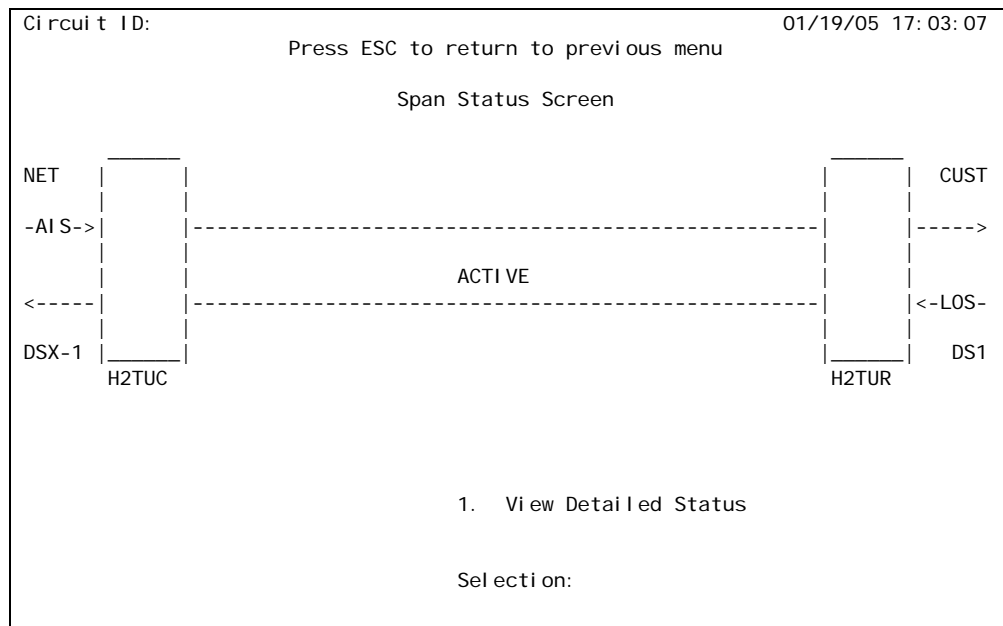 Circuit ID: 01/19/05 17:03:07
Press ESC to return to previous menu
Span Status Screen
NET CUST
-AIS-> ----->
ACTIVE
<----- <-LOS-
DSX-1 DS1
H2TUC H2TUR
1. View Detailed Status
Selection: